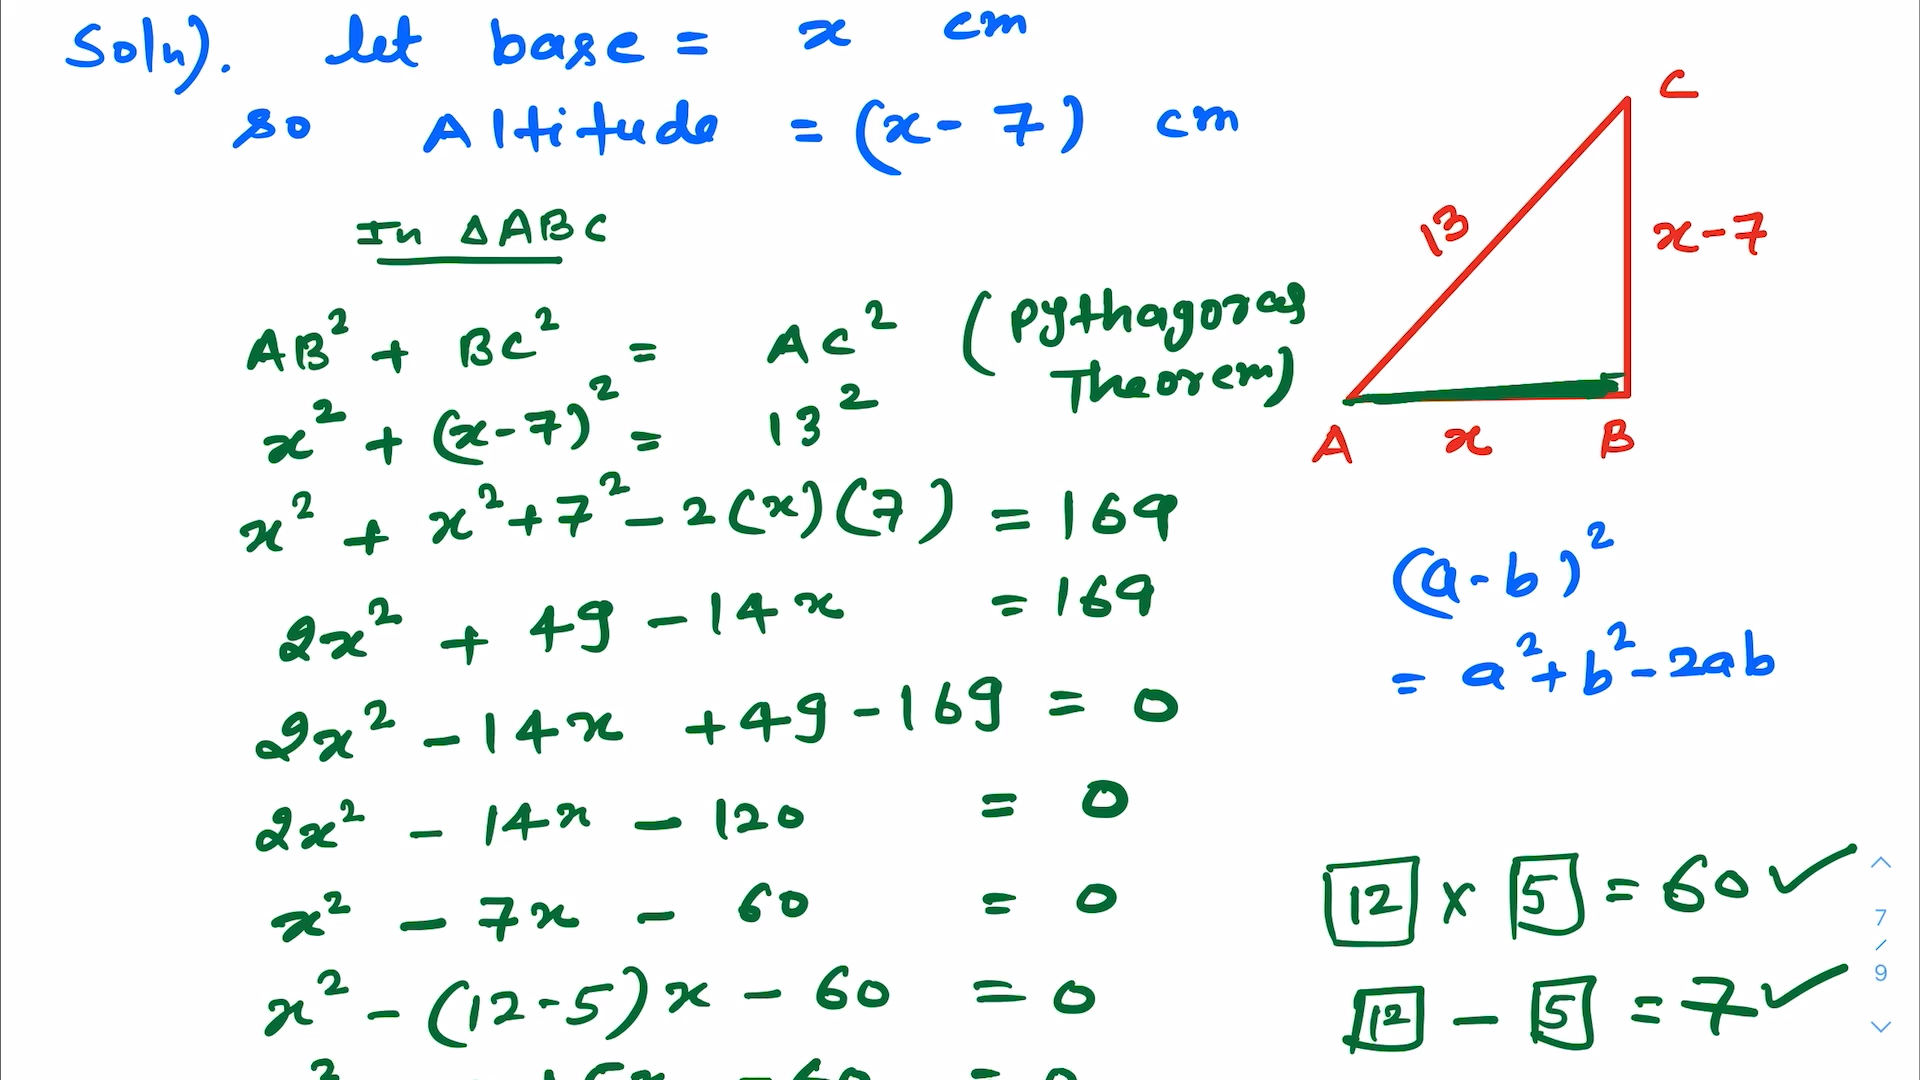 Soln). let base = x cm
so Altitude = (x-7) cm
In △ABC
AB² + BC² = AC² (Pythagoras
Theorem)
x² + (x-7)² = 13²
x² + x² + 7² - 2(x)(7) = 169
2x² + 49 - 14x = 169
2x² - 14x + 49 - 169 = 0
2x² - 14x - 120 = 0
x² - 7x - 60 = 0
x² - (12-5)x - 60 = 0
C
13
x-7
A x B
(a-b)²
= a² + b² - 2ab
12 × 5 = 60 ✓
12 - 5 = 7 ✓
7
/
9